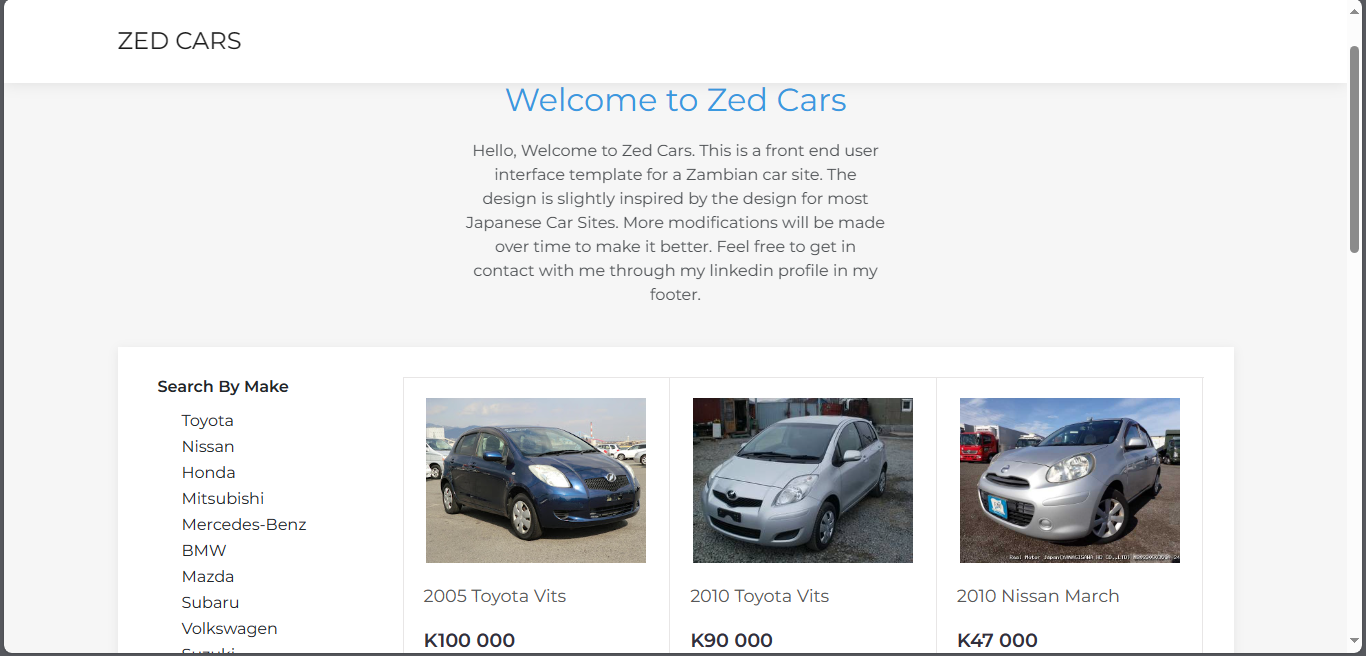 ZED CARS
Welcome to Zed Cars
Hello, Welcome to Zed Cars. This is a front end user
interface template for a Zambian car site. The
design is slightly inspired by the design for most
Japanese Car Sites. More modifications will be made
over time to make it better. Feel free to get in
contact with me through my linkedin profile in my
footer.
Search By Make
Toyota
Nissan
Honda
Mitsubishi
Mercedes-Benz
BMW
Mazda
Subaru
Volkswagen
Suzuki
2005 Toyota Vits
K100 000
2010 Toyota Vits
K90 000
2010 Nissan March
K47 000